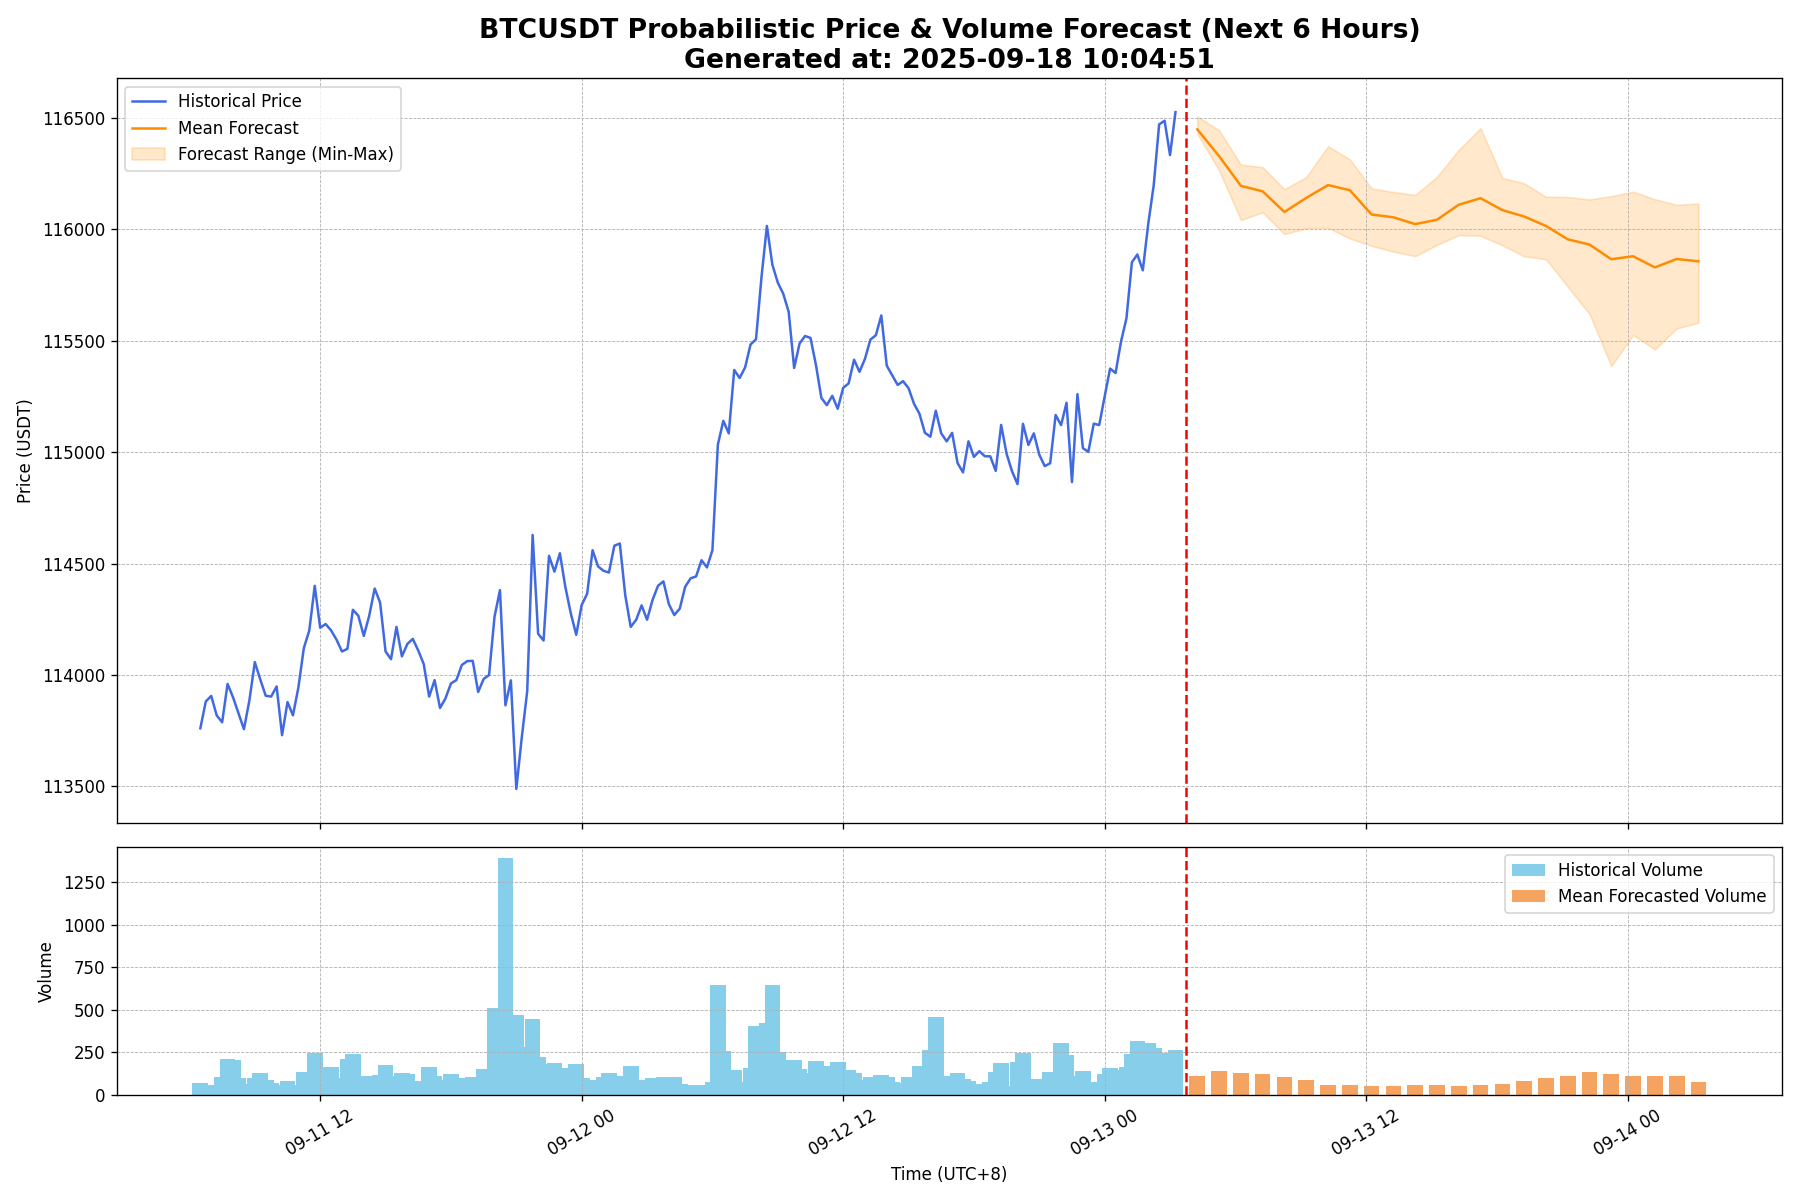 BTCUSDT Probabilistic Price & Volume Forecast (Next 6 Hours)
Generated at: 2025-09-18 10:04:51
Historical Price
Mean Forecast
Forecast Range (Min-Max)
116500
116000
115500
115000
114500
114000
113500
Price (USDT)
Historical Volume
Mean Forecasted Volume
1250
1000
750
500
250
0
Volume
09-11 12
09-12 00
09-12 12
09-13 00
09-13 12
09-14 00
Time (UTC+8)